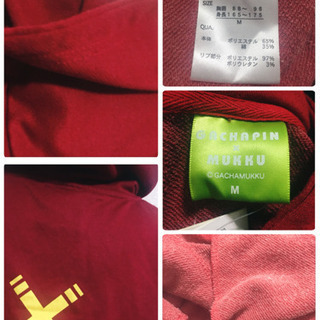 SIZE
胸囲 88～ 96
身長165～175
M
QUA
本体 ポリエステル 65%
綿 35%
リブ部分 ポリエステル 97%
ポリウレタン 3%
GACHAPIN
MUKKU
© GACHAMUKKU
M